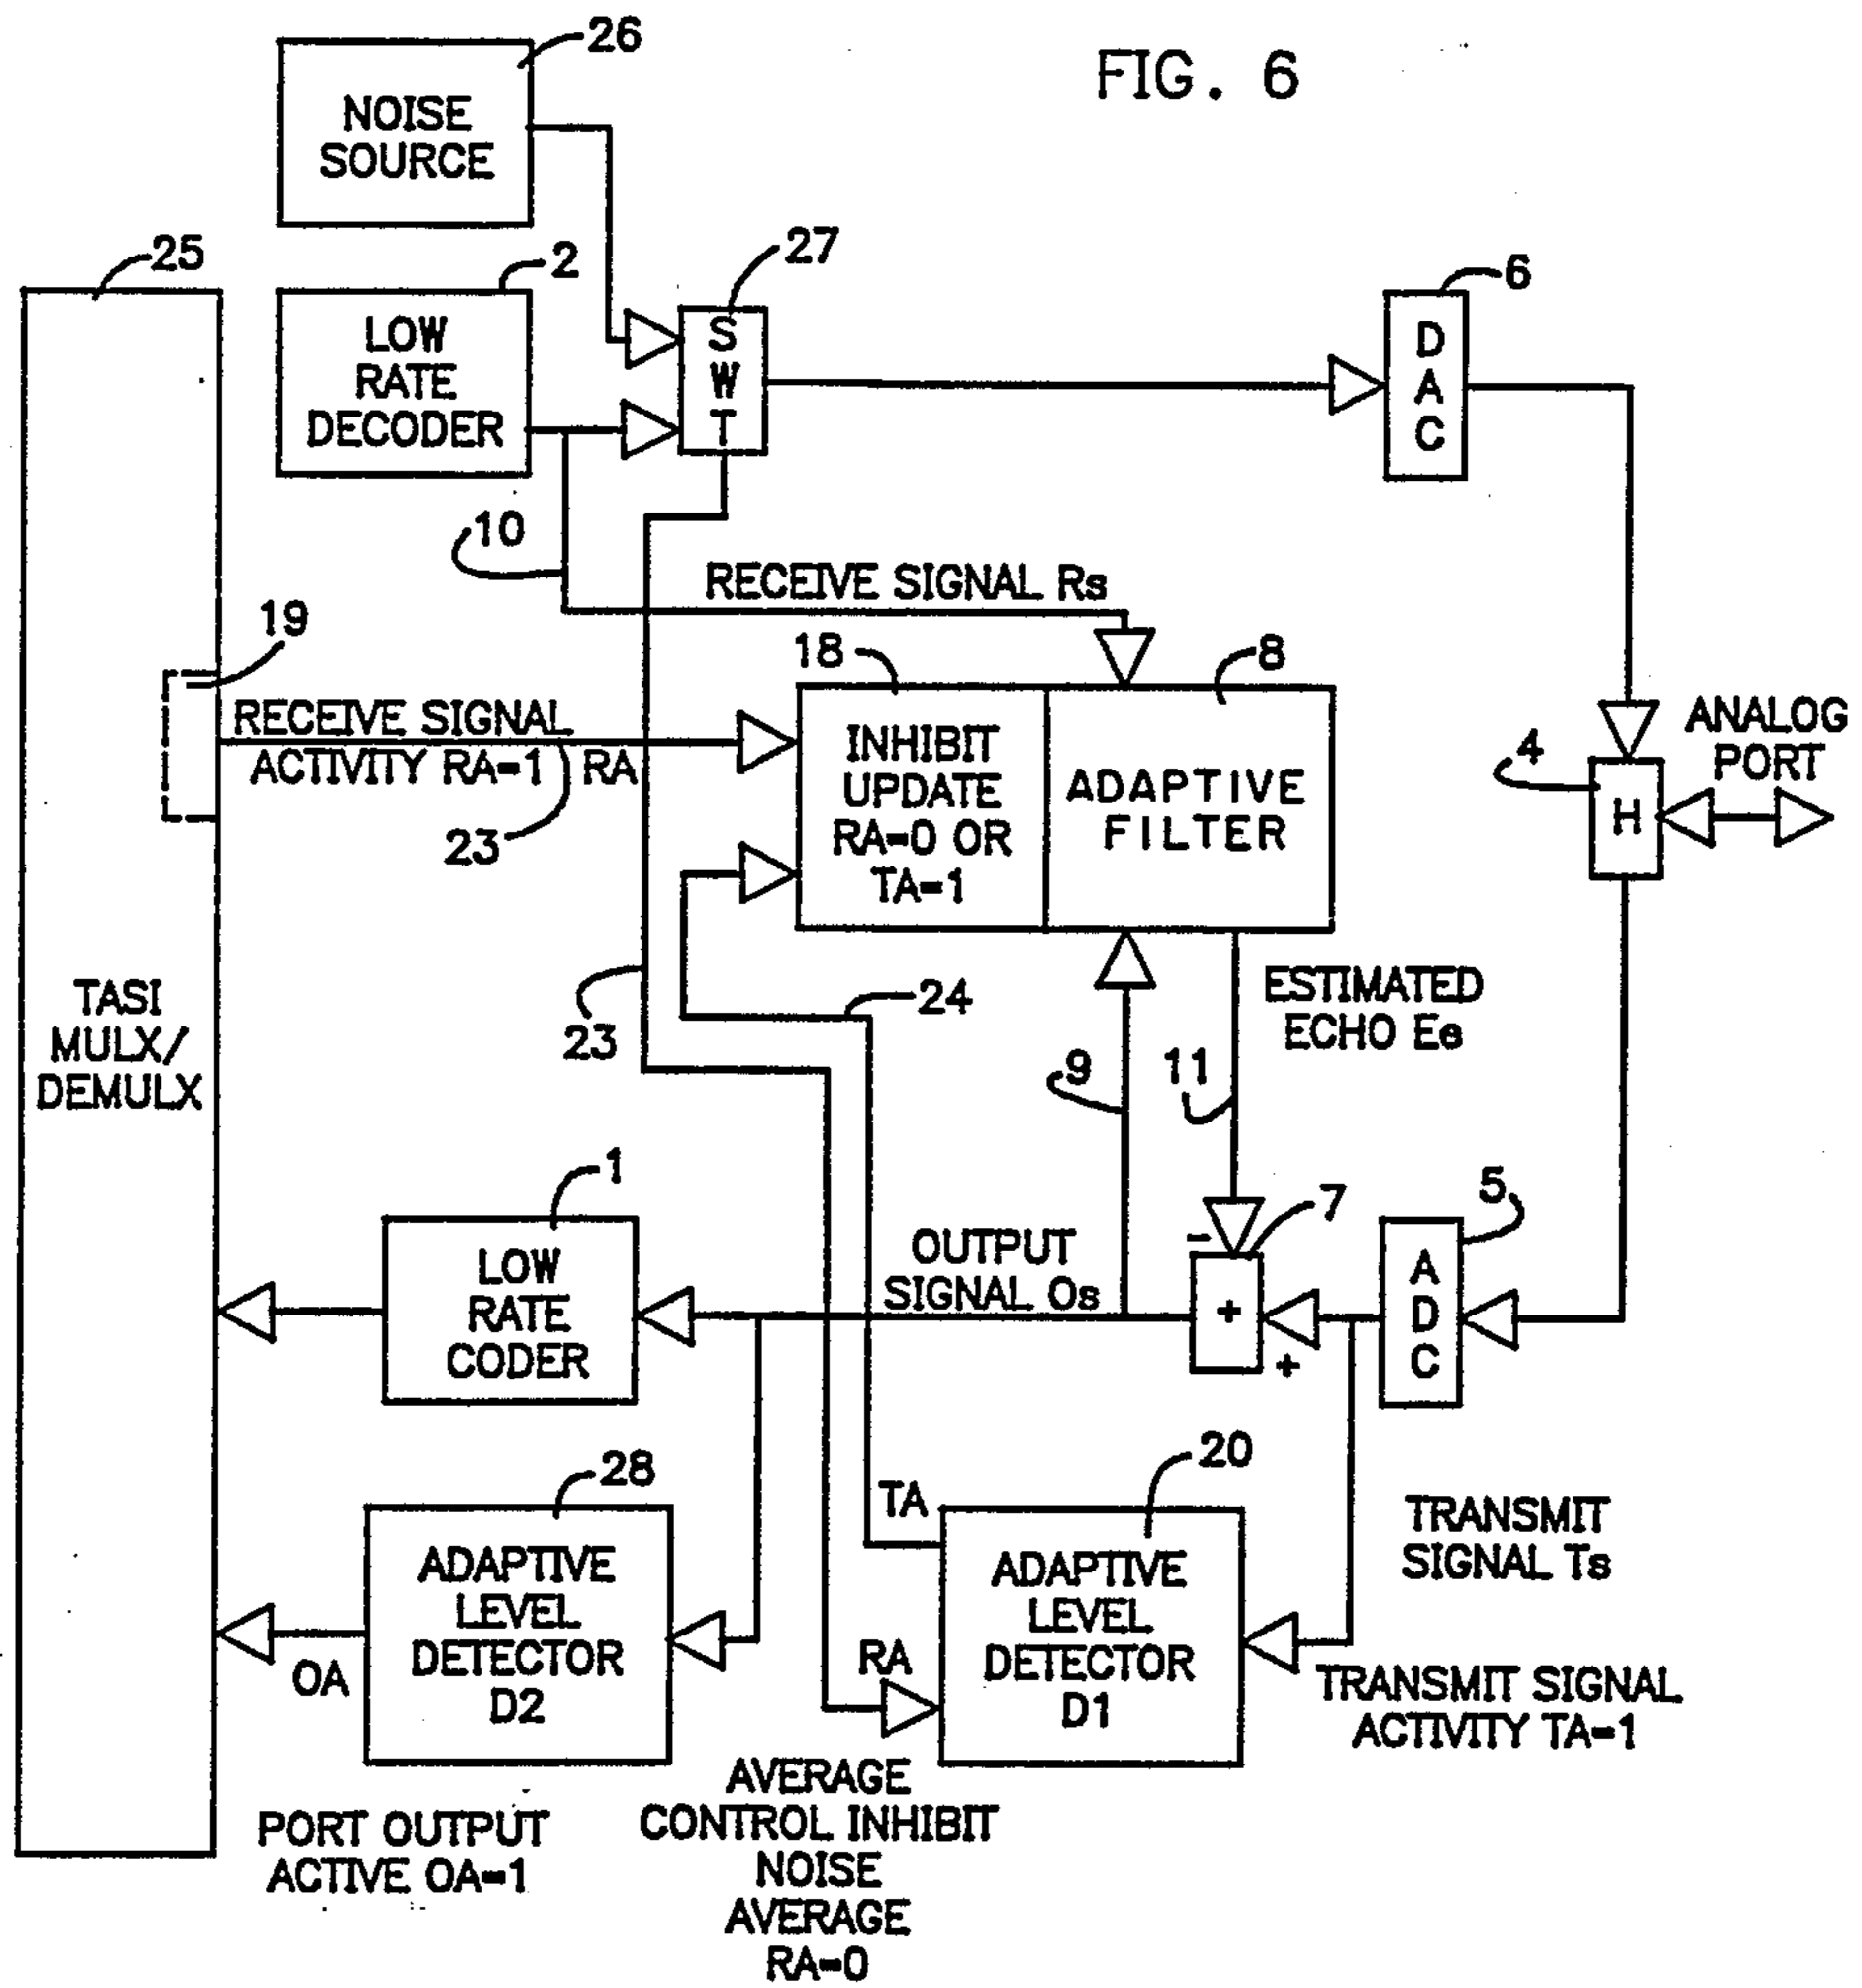 FIG. 6
26
NOISE
SOURCE
25
2
27
6
LOW
RATE
DECODER
S
W
T
D
A
C
10
RECEIVE SIGNAL Rs
19
18
8
RECEIVE SIGNAL
ACTIVITY RA=1
RA
23
INHIBIT
UPDATE
RA=0 OR
TA=1
ADAPTIVE
FILTER
4
H
ANALOG
PORT
TASI
MULX/
DEMULX
23
24
ESTIMATED
ECHO Ee
9
11
1
7
5
LOW
RATE
CODER
OUTPUT
SIGNAL Os
-
+
+
A
D
C
28
20
TA
ADAPTIVE
LEVEL
DETECTOR
D2
ADAPTIVE
LEVEL
DETECTOR
D1
TRANSMIT
SIGNAL Ts
OA
RA
TRANSMIT SIGNAL
ACTIVITY TA=1
PORT OUTPUT
ACTIVE OA=1
AVERAGE
CONTROL INHIBIT
NOISE
AVERAGE
RA=0